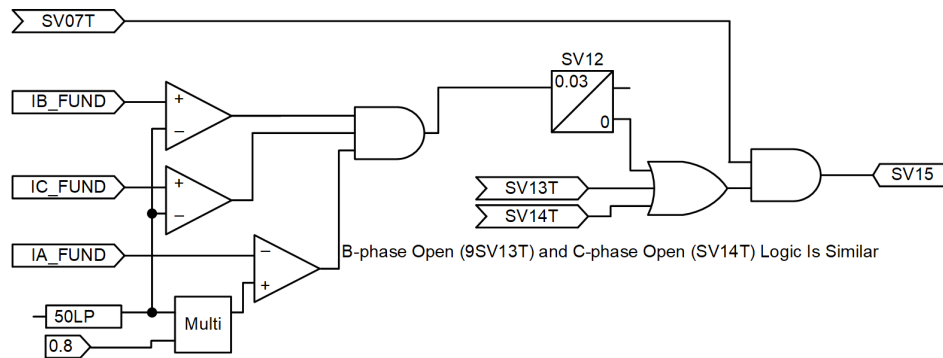 SV07T
SV12
0.03
0
IB_FUND
+
−
IC_FUND
+
−
SV13T
SV14T
SV15
IA_FUND
−
+
B-phase Open (9SV13T) and C-phase Open (SV14T) Logic Is Similar
50LP
Multi
0.8